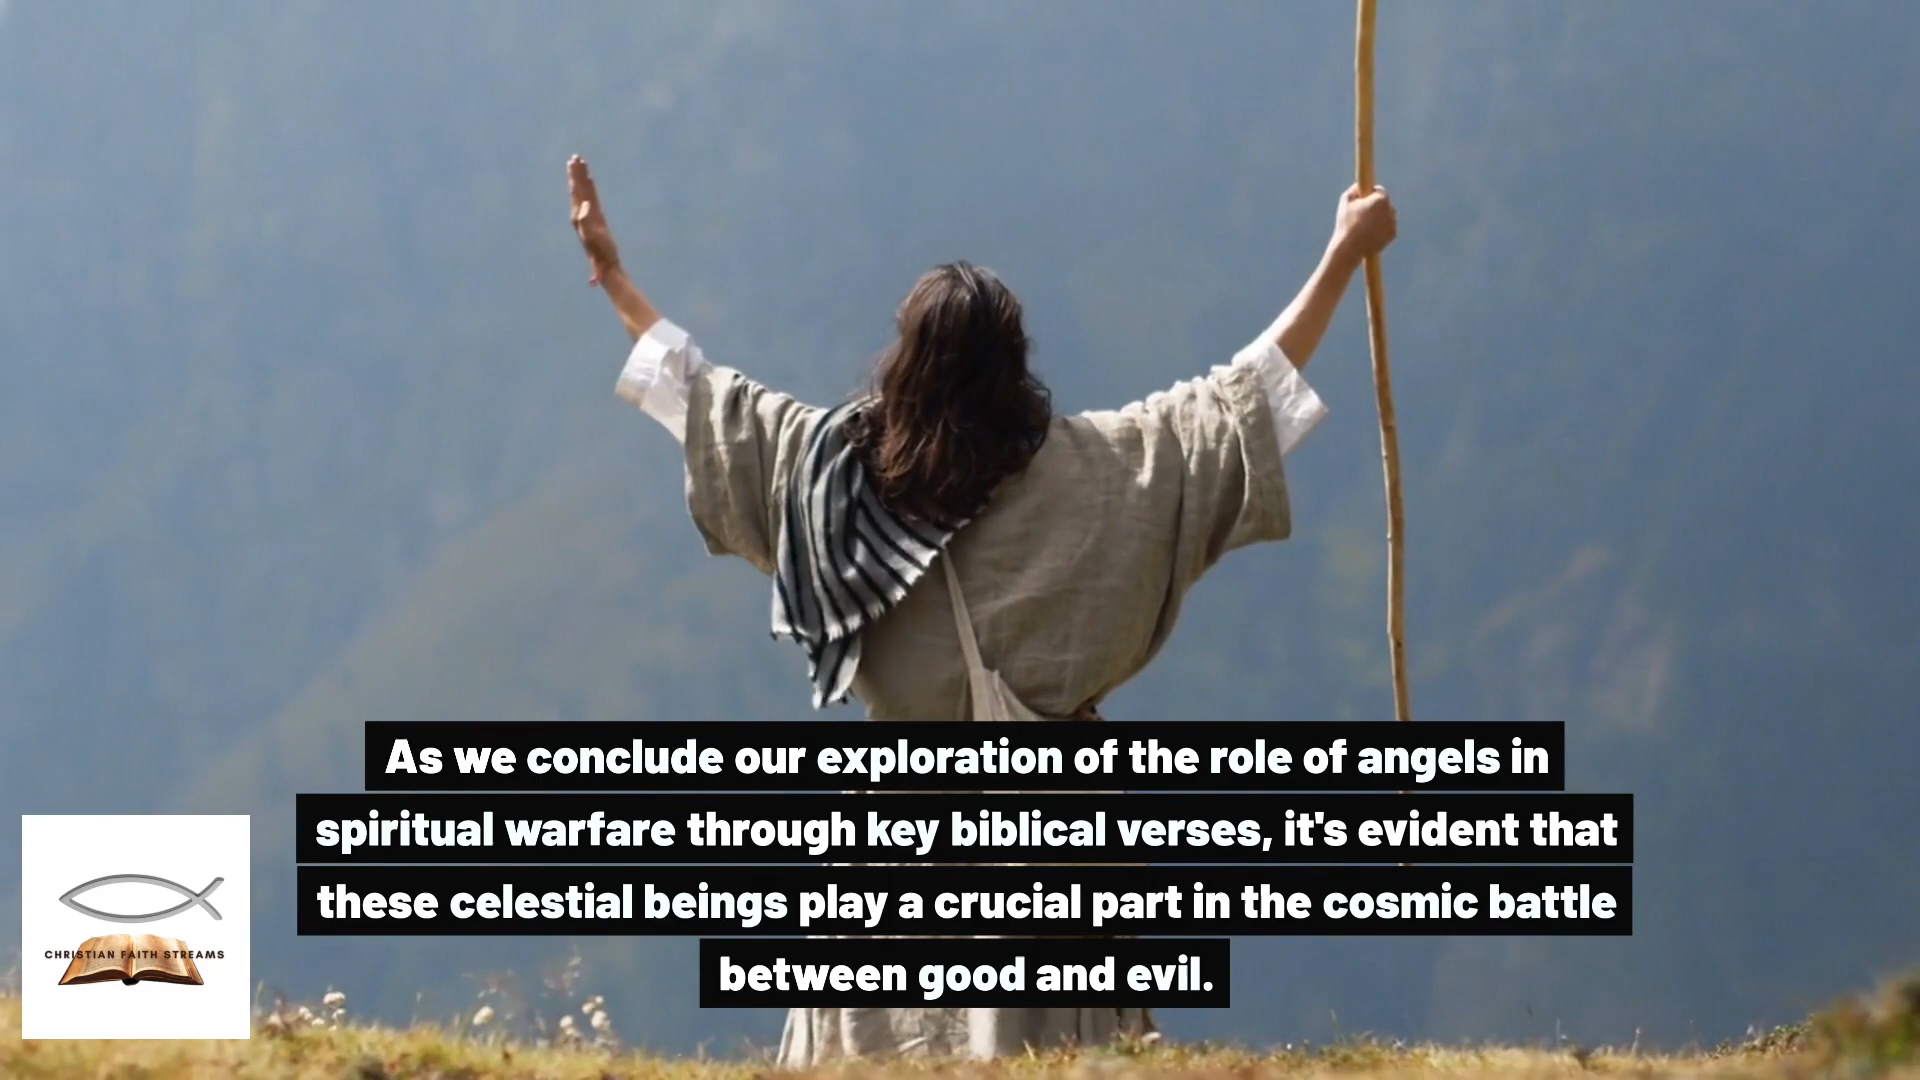 As we conclude our exploration of the role of angels in
spiritual warfare through key biblical verses, it's evident that
these celestial beings play a crucial part in the cosmic battle
between good and evil.
CHRISTIAN FAITH STREAMS